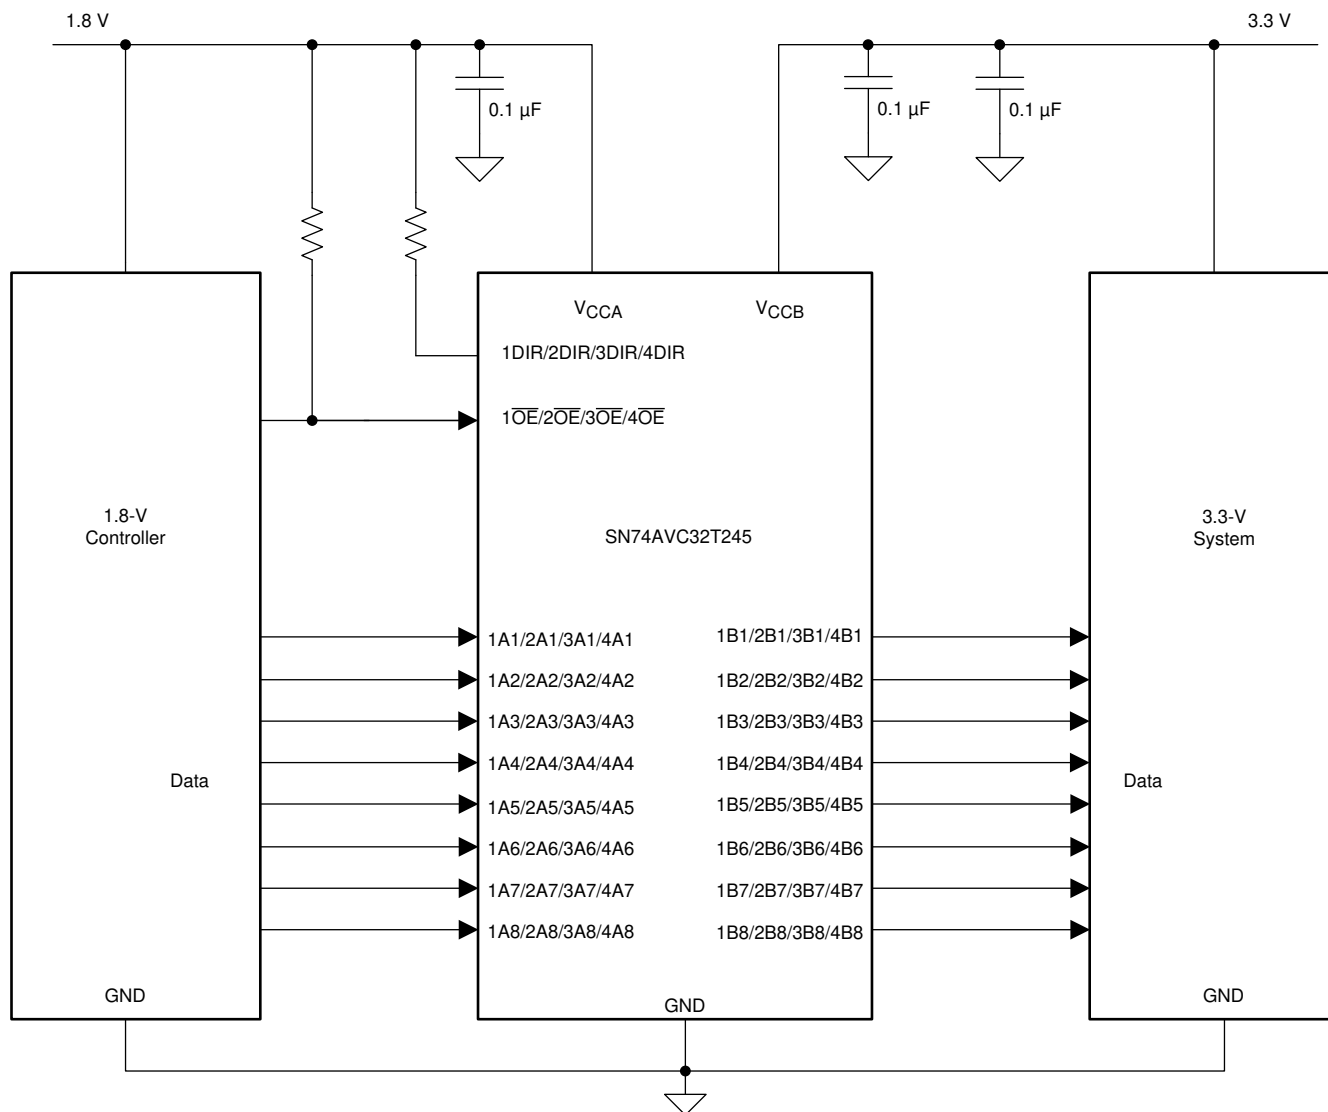 1.8 V
3.3 V
0.1 µF
0.1 µF
0.1 µF
VCCA
VCCB
1DIR/2DIR/3DIR/4DIR
1O̅E̅/2O̅E̅/3O̅E̅/4O̅E̅
1.8-V
Controller
SN74AVC32T245
3.3-V
System
1A1/2A1/3A1/4A1
1B1/2B1/3B1/4B1
1A2/2A2/3A2/4A2
1B2/2B2/3B2/4B2
1A3/2A3/3A3/4A3
1B3/2B3/3B3/4B3
1A4/2A4/3A4/4A4
1B4/2B4/3B4/4B4
Data
Data
1A5/2A5/3A5/4A5
1B5/2B5/3B5/4B5
1A6/2A6/3A6/4A6
1B6/2B6/3B6/4B6
1A7/2A7/3A7/4A7
1B7/2B7/3B7/4B7
1A8/2A8/3A8/4A8
1B8/2B8/3B8/4B8
GND
GND
GND